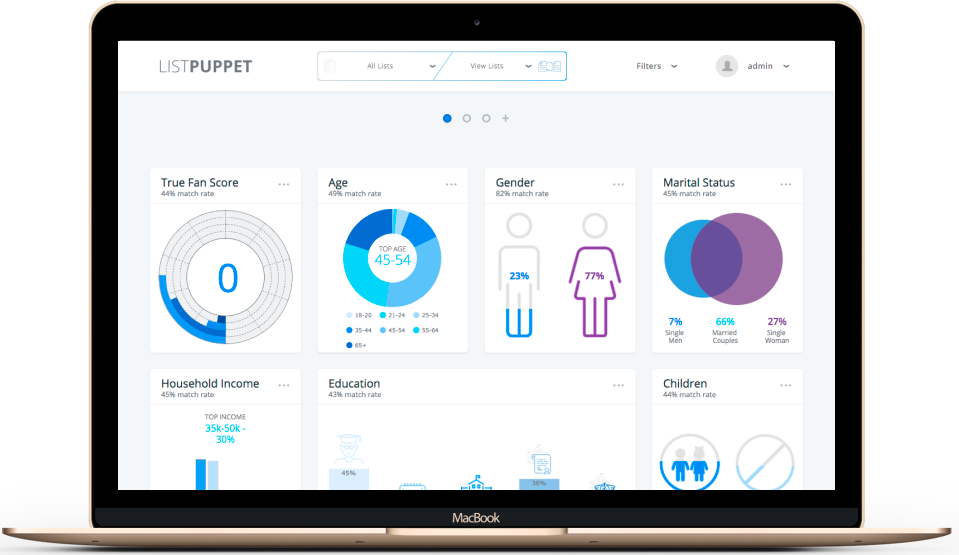 LISTPUPPET
All Lists
View Lists
Filters
admin
True Fan Score
44% match rate
0
Age
49% match rate
TOP AGE
45-54
18-20 21-24 25-34
35-44 45-54 55-64
65+
Gender
82% match rate
23%
77%
Marital Status
45% match rate
7% 66% 27%
Single Married Single
Men Couples Woman
Household Income
45% match rate
TOP INCOME
35k-50k -
30%
Education
43% match rate
45%
36%
Children
44% match rate
MacBook